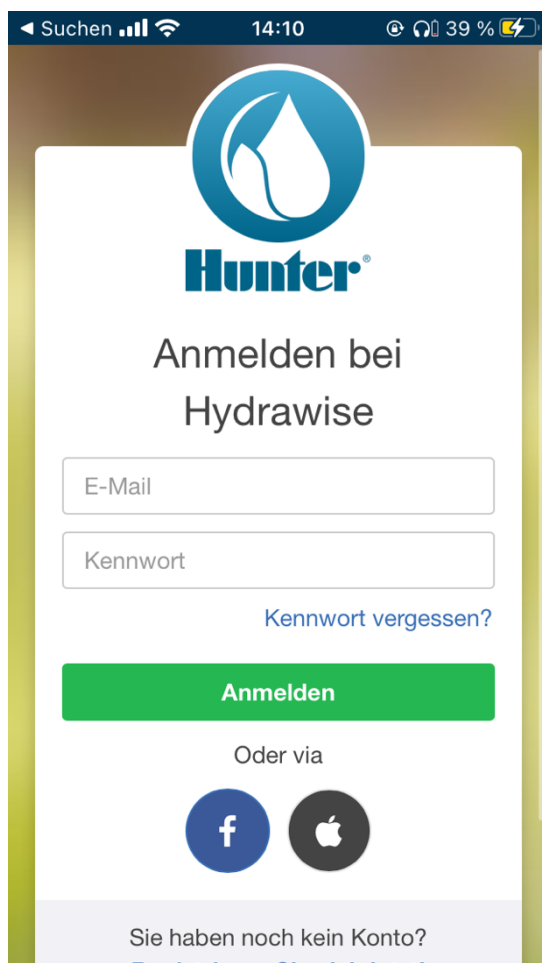 Suchen 14:10 39 %
Hunter®
Anmelden bei
Hydrawise
E-Mail
Kennwort
Kennwort vergessen?
Anmelden
Oder via
Sie haben noch kein Konto?